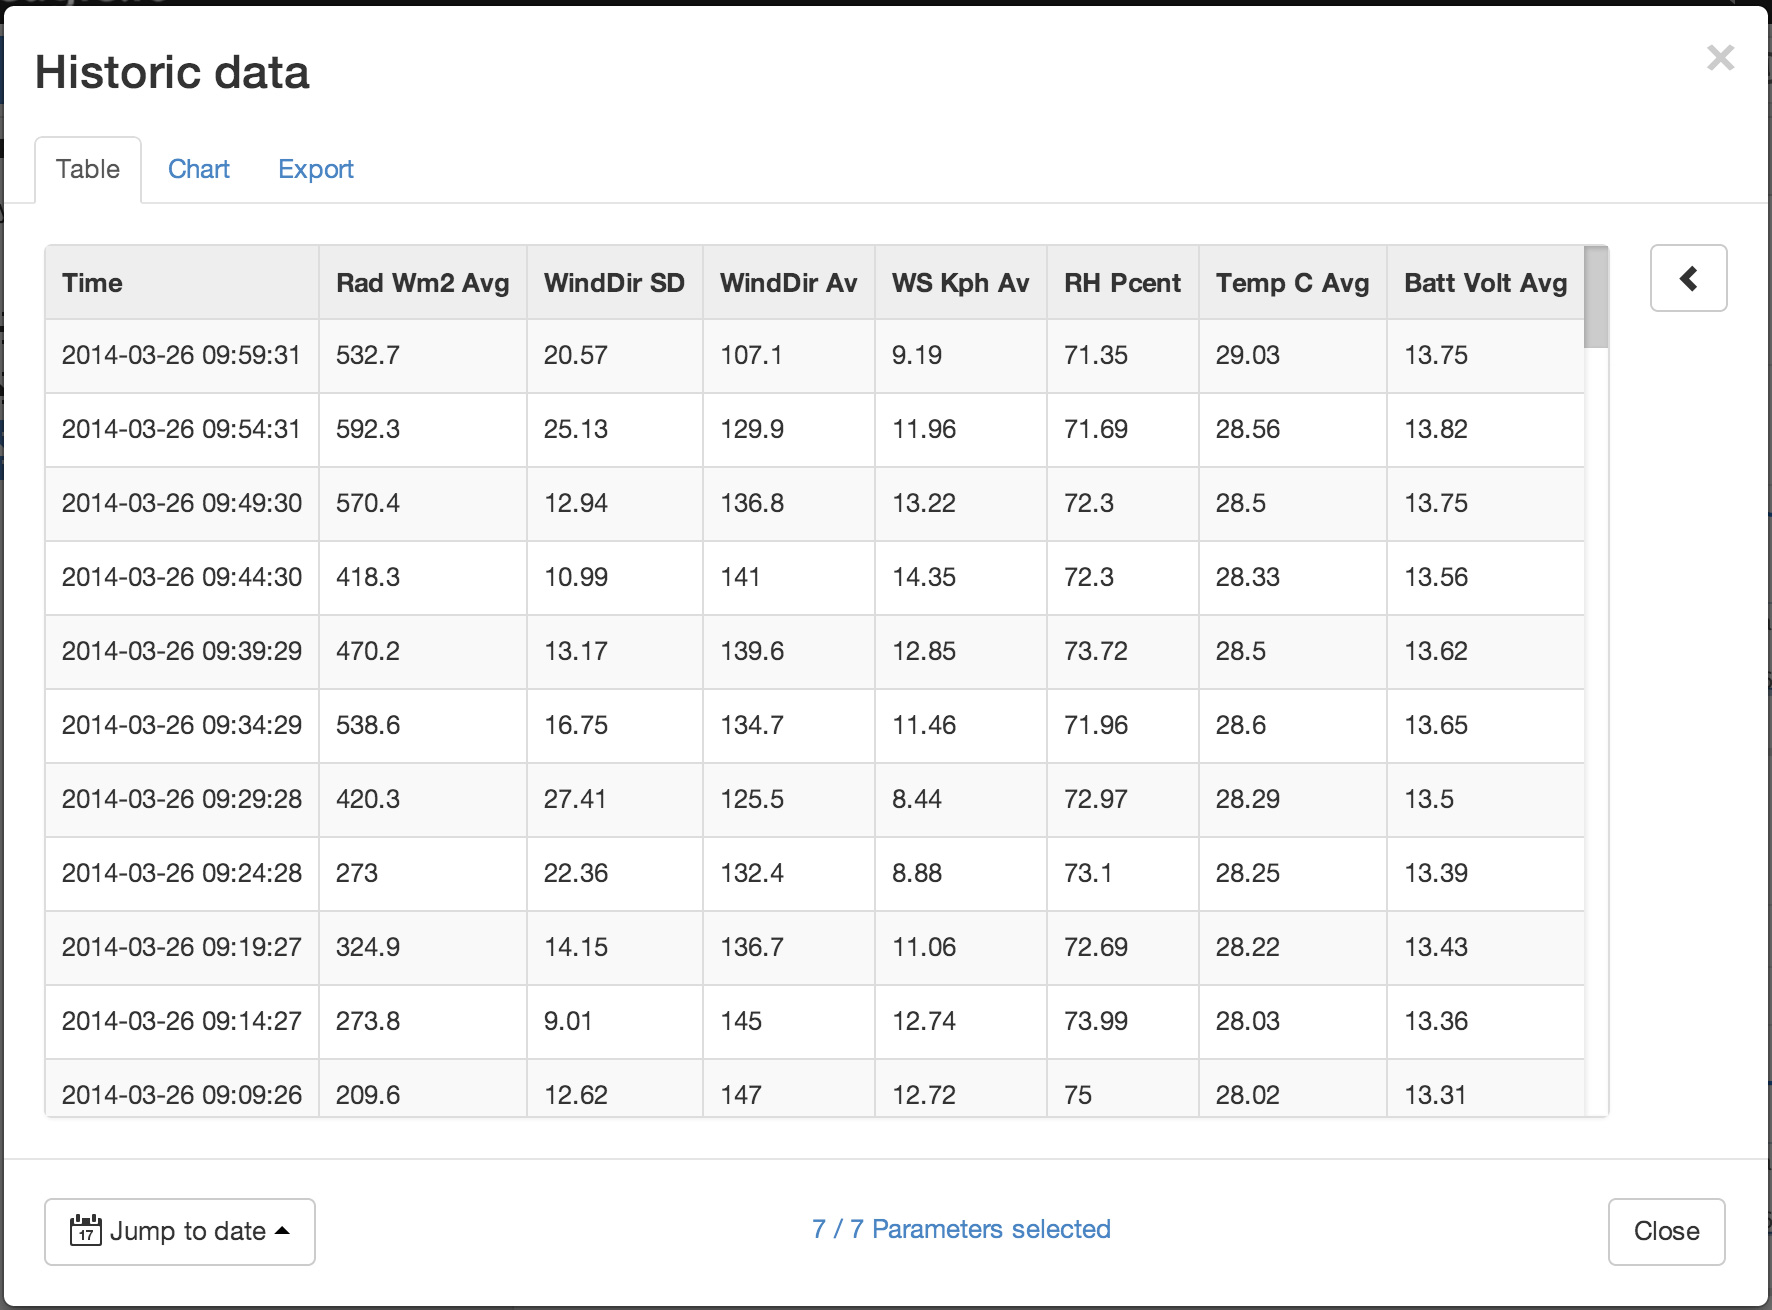 Historic data
×
Table Chart Export
Time Rad Wm2 Avg WindDir SD WindDir Av WS Kph Av RH Pcent Temp C Avg Batt Volt Avg
2014-03-26 09:59:31 532.7 20.57 107.1 9.19 71.35 29.03 13.75
2014-03-26 09:54:31 592.3 25.13 129.9 11.96 71.69 28.56 13.82
2014-03-26 09:49:30 570.4 12.94 136.8 13.22 72.3 28.5 13.75
2014-03-26 09:44:30 418.3 10.99 141 14.35 72.3 28.33 13.56
2014-03-26 09:39:29 470.2 13.17 139.6 12.85 73.72 28.5 13.62
2014-03-26 09:34:29 538.6 16.75 134.7 11.46 71.96 28.6 13.65
2014-03-26 09:29:28 420.3 27.41 125.5 8.44 72.97 28.29 13.5
2014-03-26 09:24:28 273 22.36 132.4 8.88 73.1 28.25 13.39
2014-03-26 09:19:27 324.9 14.15 136.7 11.06 72.69 28.22 13.43
2014-03-26 09:14:27 273.8 9.01 145 12.74 73.99 28.03 13.36
2014-03-26 09:09:26 209.6 12.62 147 12.72 75 28.02 13.31
17 Jump to date 7 / 7 Parameters selected Close